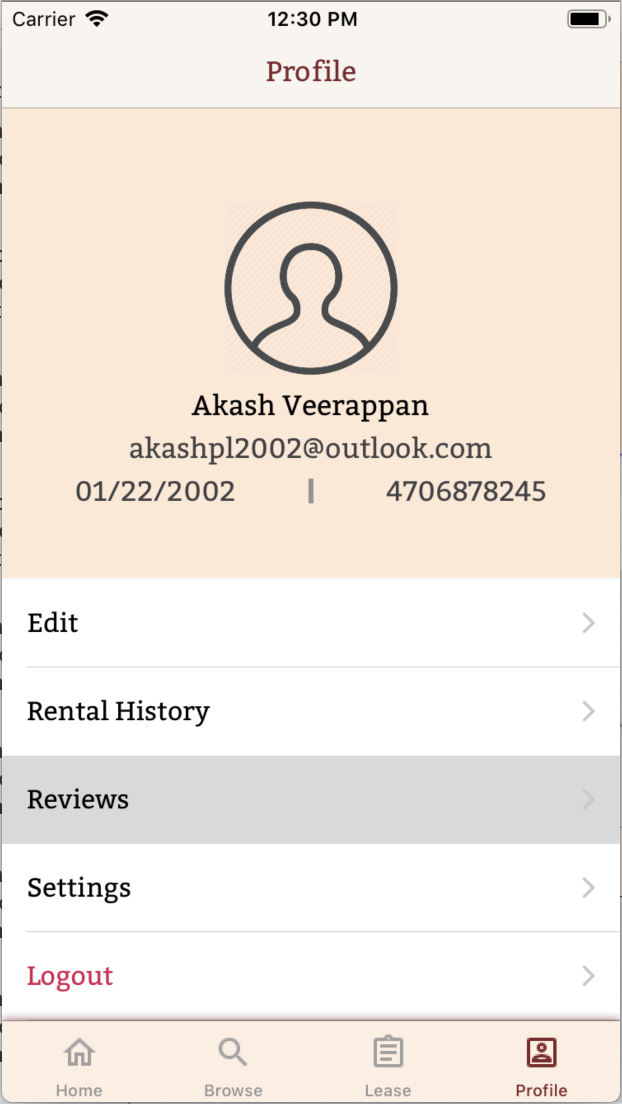 Carrier 12:30 PM
Profile
Akash Veerappan
akashpl2002@outlook.com
01/22/2002 | 4706878245
Edit
Rental History
Reviews
Settings
Logout
Home Browse Lease Profile